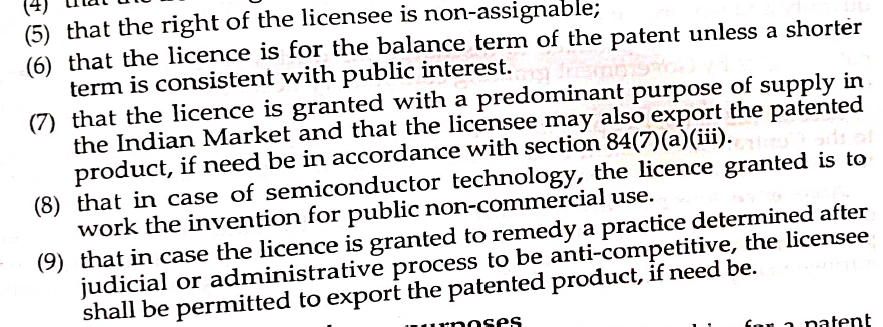 (4)
(5) that the right of the licensee is non-assignable;
(6) that the licence is for the balance term of the patent unless a shorter
term is consistent with public interest.
(7) that the licence is granted with a predominant purpose of supply in
the Indian Market and that the licensee may also export the patented
product, if need be in accordance with section 84(7)(a)(iii).
(8) that in case of semiconductor technology, the licence granted is to
work the invention for public non-commercial use.
(9) that in case the licence is granted to remedy a practice determined after
judicial or administrative process to be anti-competitive, the licensee
shall be permitted to export the patented product, if need be.
for a patent